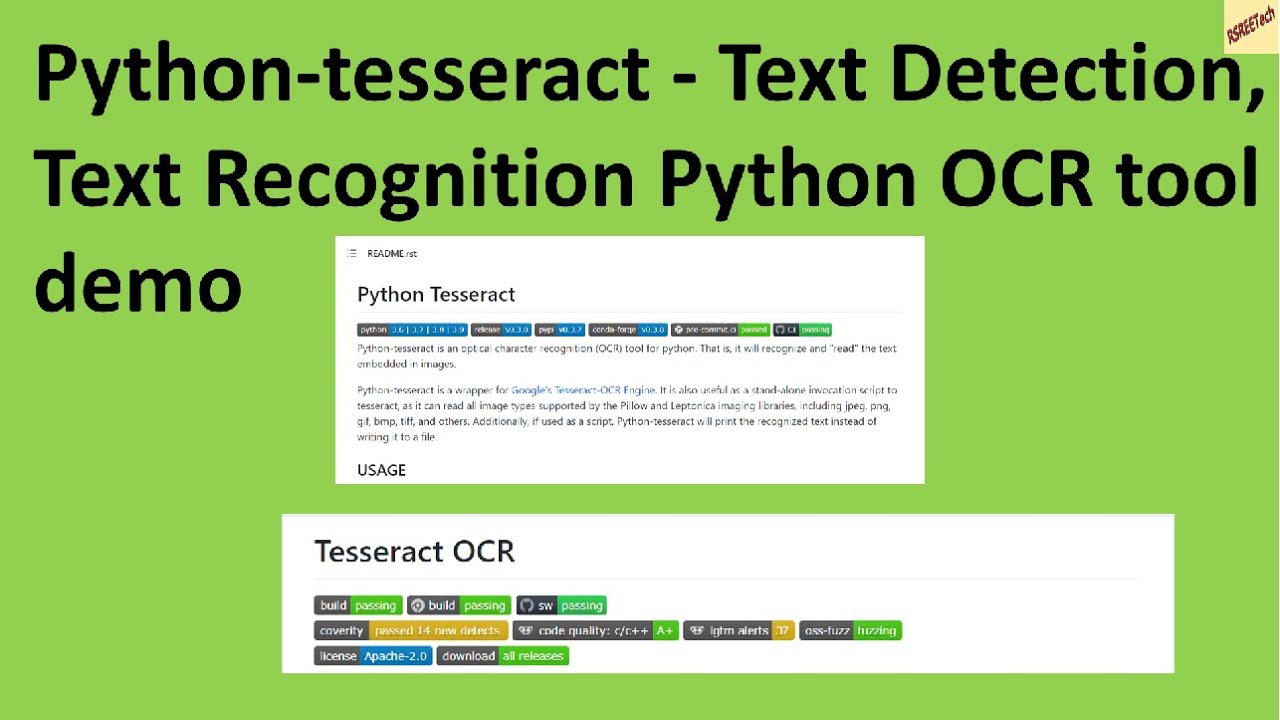 RSREETech
Python-tesseract - Text Detection,
Text Recognition Python OCR tool
demo
README.rst
Python Tesseract
python 3.6 | 3.7 | 3.8 | 3.9 release v0.3.8 pypi v0.3.7 conda-forge v0.3.8 pre-commit.ci passed CI passing
Python-tesseract is an optical character recognition (OCR) tool for python. That is, it will recognize and "read" the text
embedded in images.
Python-tesseract is a wrapper for Google's Tesseract-OCR Engine. It is also useful as a stand-alone invocation script to
tesseract, as it can read all image types supported by the Pillow and Leptonica imaging libraries, including jpeg, png,
gif, bmp, tiff, and others. Additionally, if used as a script, Python-tesseract will print the recognized text instead of
writing it to a file.
USAGE
Tesseract OCR
build passing build passing sw passing
coverity passed 14 new defects code quality: c/c++ A+ lgtm alerts 37 oss-fuzz fuzzing
license Apache-2.0 download all releases